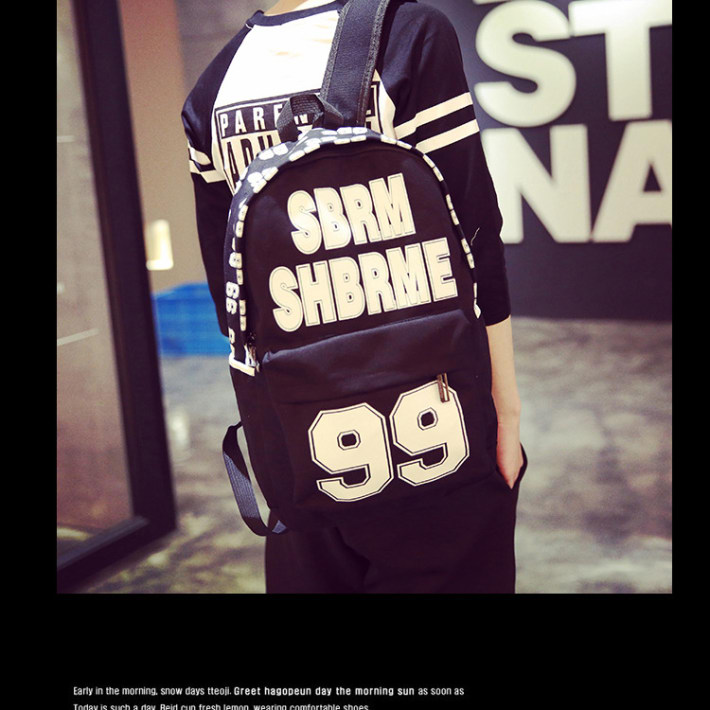 ST
NA
PARE
ADV
SBRM
SHBRME
99
Early in the morning, snow days tteoji. Greet hagopeun day the morning sun as soon as
Today is such a day. Beid cup fresh lemon, wearing comfortable shoes